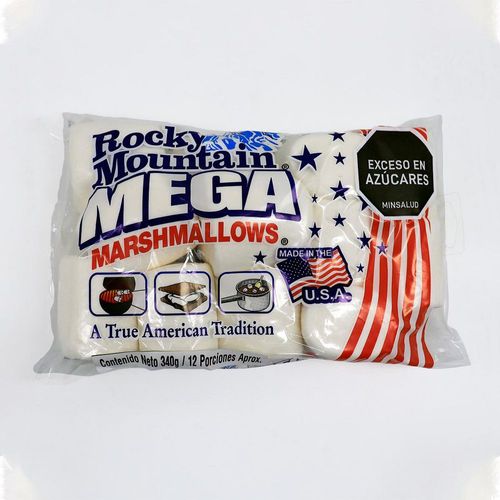 Rocky
Mountain
MEGA®
MARSHMALLOWS®
EXCESO EN
AZÚCARES
MINSALUD
MADE IN THE
U.S.A.
A True American Tradition
Contenido Neto 340g / 12 Porciones Aprox.